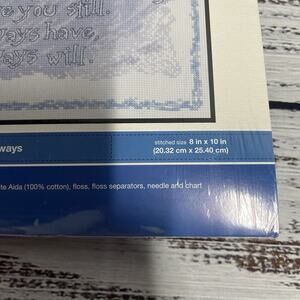 e you still.
ways have,
ways will.
ways
stitched size 8 in x 10 in
(20.32 cm x 25.40 cm)
te Aida (100% cotton), floss, floss separators, needle and chart